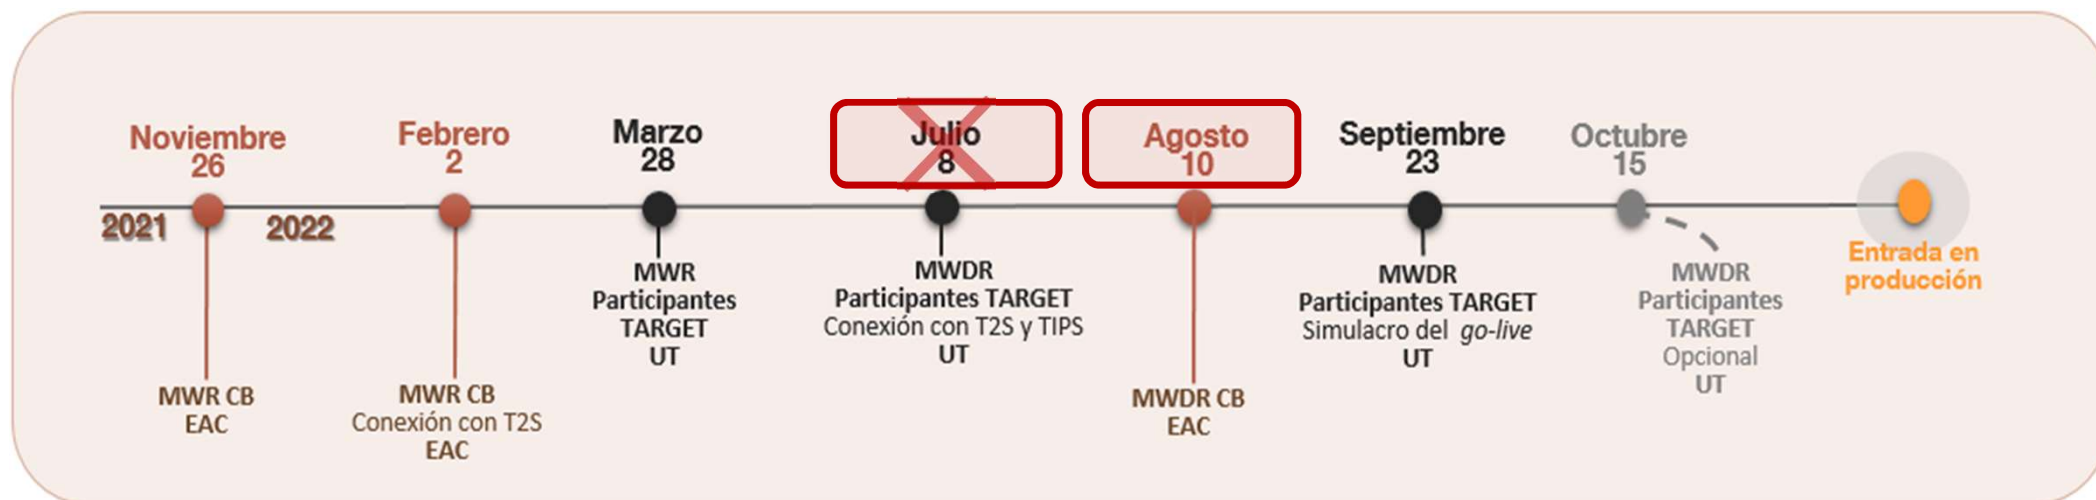 Noviembre
26
Febrero
2
Marzo
28
Julio
8
Agosto
10
Septiembre
23
Octubre
15
2021
2022
MWR CB
EAC
MWR CB
Conexión con T2S
EAC
MWR
Participantes
TARGET
UT
MWDR
Participantes TARGET
Conexión con T2S y TIPS
UT
MWDR CB
EAC
MWDR
Participantes TARGET
Simulacro del go-live
UT
MWDR
Participantes
TARGET
Opcional
UT
Entrada en
producción